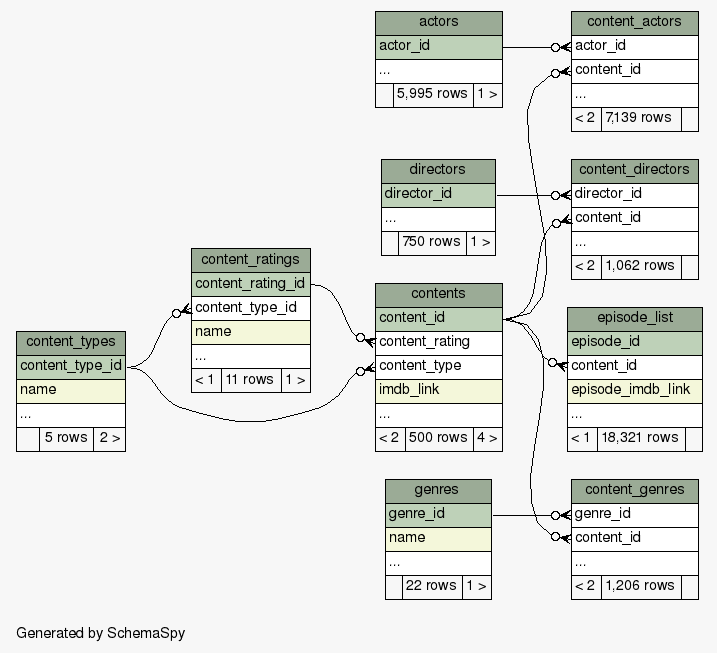 actors
actor_id
...
5,995 rows 1 >
content_actors
actor_id
content_id
...
< 2 7,139 rows
directors
director_id
...
750 rows 1 >
content_directors
director_id
content_id
...
< 2 1,062 rows
content_ratings
content_rating_id
content_type_id
name
...
< 1 11 rows 1 >
contents
content_id
content_rating
content_type
imdb_link
...
< 2 500 rows 4 >
episode_list
episode_id
content_id
episode_imdb_link
...
< 1 18,321 rows
content_types
content_type_id
name
...
5 rows 2 >
genres
genre_id
name
...
22 rows 1 >
content_genres
genre_id
content_id
...
< 2 1,206 rows
Generated by SchemaSpy